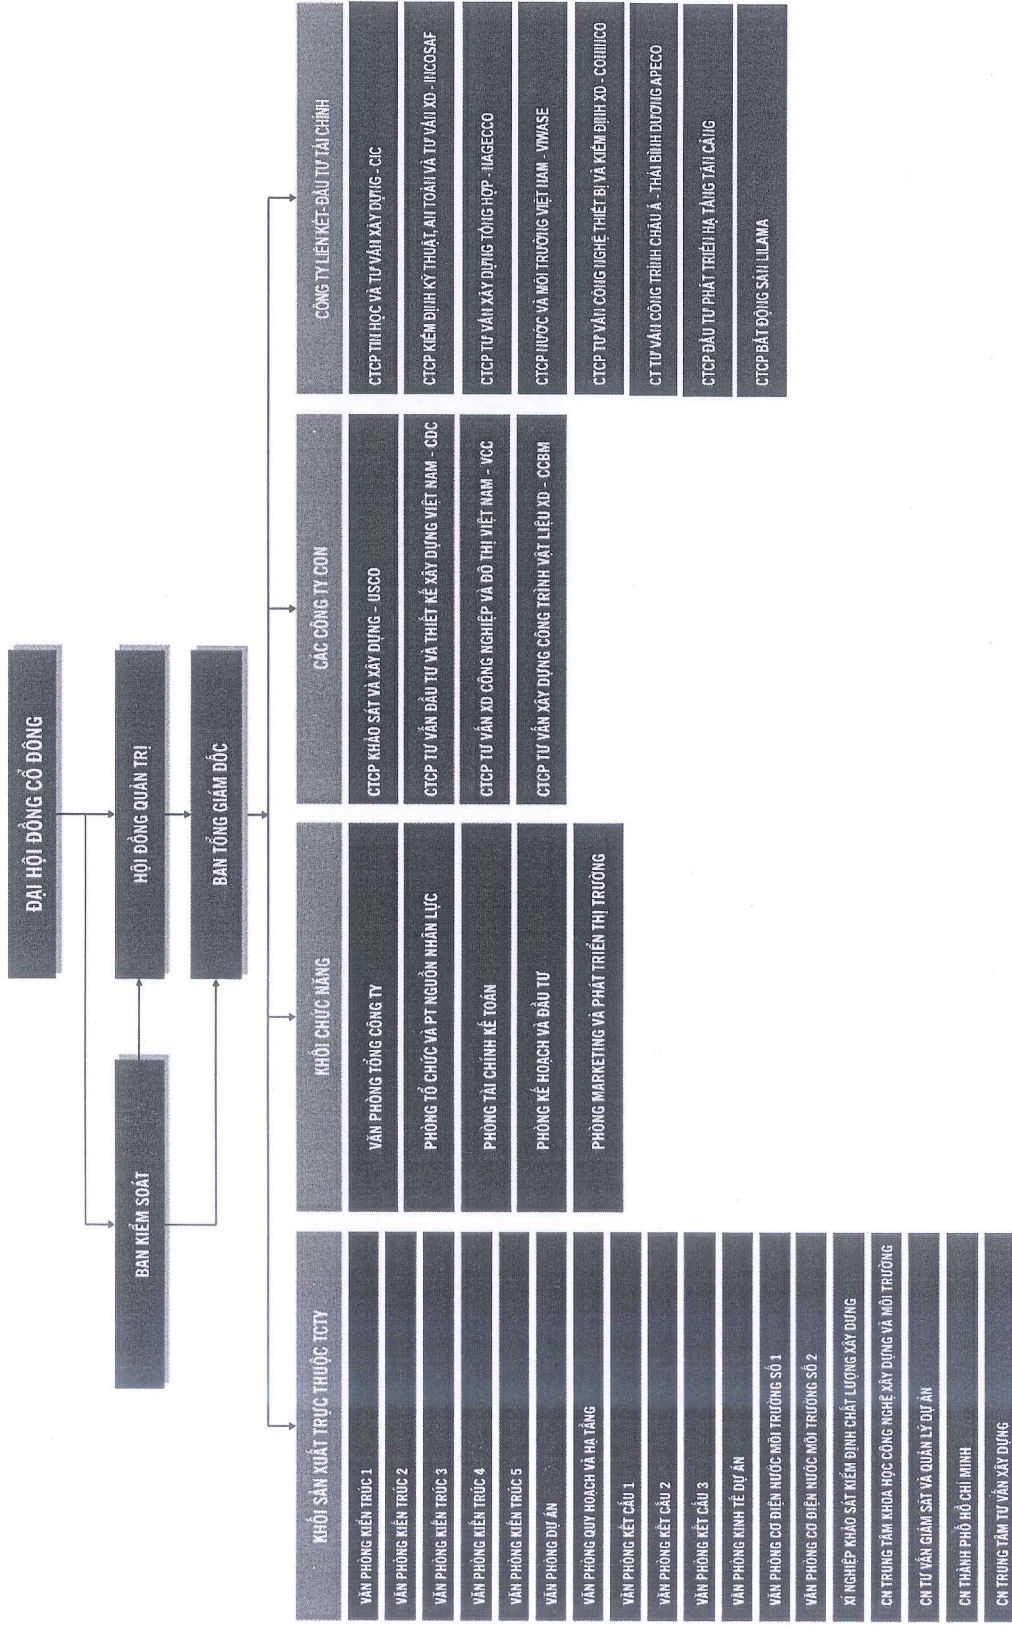 ĐẠI HỘI ĐỒNG CỔ ĐÔNG
BAN KIỂM SOÁT
HỘI ĐỒNG QUẢN TRỊ
BAN TỔNG GIÁM ĐỐC
KHỐI SẢN XUẤT TRỰC THUỘC TCTY
VĂN PHÒNG KIẾN TRÚC 1
VĂN PHÒNG KIẾN TRÚC 2
VĂN PHÒNG KIẾN TRÚC 3
VĂN PHÒNG KIẾN TRÚC 4
VĂN PHÒNG KIẾN TRÚC 5
VĂN PHÒNG DỰ ÁN
VĂN PHÒNG QUY HOẠCH VÀ HẠ TẦNG
VĂN PHÒNG KẾT CẤU 1
VĂN PHÒNG KẾT CẤU 2
VĂN PHÒNG KẾT CẤU 3
VĂN PHÒNG KINH TẾ DỰ ÁN
VĂN PHÒNG CƠ ĐIỆN NƯỚC MÔI TRƯỜNG SỐ 1
VĂN PHÒNG CƠ ĐIỆN NƯỚC MÔI TRƯỜNG SỐ 2
XÍ NGHIỆP KHẢO SÁT KIỂM ĐỊNH CHẤT LƯỢNG XÂY DỰNG
CN TRUNG TÂM KHOA HỌC CÔNG NGHỆ XÂY DỰNG VÀ MÔI TRƯỜNG
CN TƯ VẤN GIÁM SÁT VÀ QUẢN LÝ DỰ ÁN
CN THÀNH PHỐ HỒ CHÍ MINH
CN TRUNG TÂM TƯ VẤN XÂY DỰNG
KHỐI CHỨC NĂNG
VĂN PHÒNG TỔNG CÔNG TY
PHÒNG TỔ CHỨC VÀ PT NGUỒN NHÂN LỰC
PHÒNG TÀI CHÍNH KẾ TOÁN
PHÒNG KẾ HOẠCH VÀ ĐẦU TƯ
PHÒNG MARKETING VÀ PHÁT TRIỂN THỊ TRƯỜNG
CÁC CÔNG TY CON
CTCP KHẢO SÁT VÀ XÂY DỰNG - USCO
CTCP TƯ VẤN ĐẦU TƯ VÀ THIẾT KẾ XÂY DỰNG VIỆT NAM - CDC
CTCP TƯ VẤN XD CÔNG NGHIỆP VÀ ĐÔ THỊ VIỆT NAM - VCC
CTCP TƯ VẤN XÂY DỰNG CÔNG TRÌNH VẬT LIỆU XD - CCBM
CÔNG TY LIÊN KẾT- ĐẦU TƯ TÀI CHÍNH
CTCP TIN HỌC VÀ TƯ VẤN XÂY DỰNG - CIC
CTCP KIỂM ĐỊNH KỸ THUẬT, AN TOÀN VÀ TƯ VẤN XD - INCOSAF
CTCP TƯ VẤN XÂY DỰNG TỔNG HỢP - NAGECCO
CTCP NƯỚC VÀ MÔI TRƯỜNG VIỆT NAM - VIWASE
CTCP TƯ VẤN CÔNG NGHỆ THIẾT BỊ VÀ KIỂM ĐỊNH XD - CONINCO
CT TƯ VẤN CÔNG TRÌNH CHÂU Á - THÁI BÌNH DƯƠNG APECO
CTCP ĐẦU TƯ PHÁT TRIỂN HẠ TẦNG TÂN CẢNG
CTCP BẤT ĐỘNG SẢN LILAMA